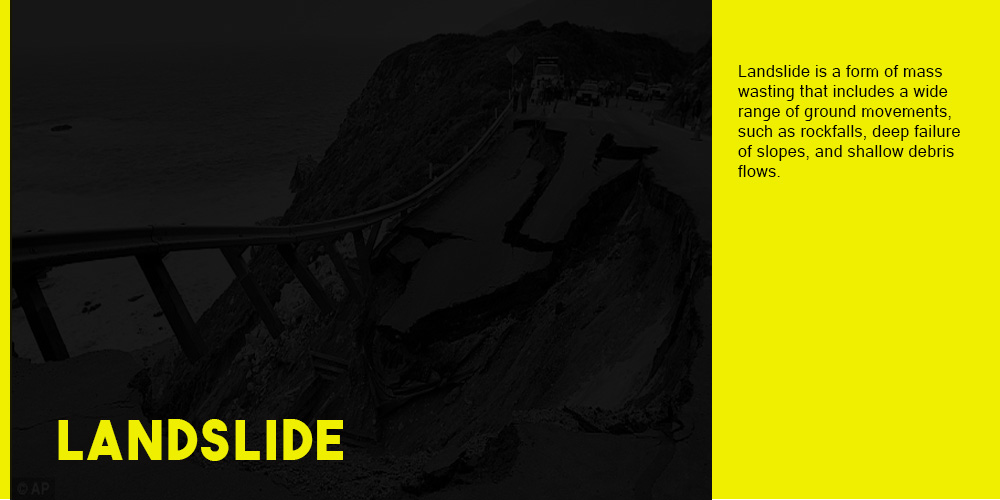 Landslide is a form of mass
wasting that includes a wide
range of ground movements,
such as rockfalls, deep failure
of slopes, and shallow debris
flows.
LANDSLIDE
© AP